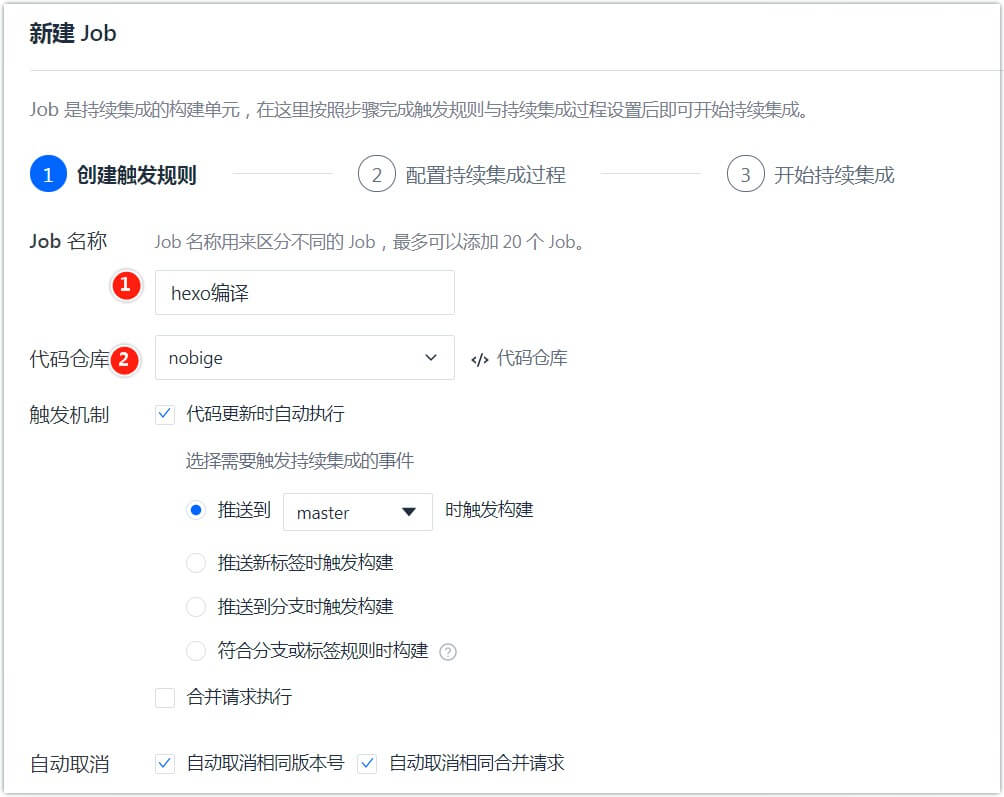 新建 Job
Job 是持续集成的构建单元，在这里按照步骤完成触发规则与持续集成过程设置后即可开始持续集成。
1 创建触发规则 2 配置持续集成过程 3 开始持续集成
Job 名称 Job 名称用来区分不同的 Job，最多可以添加 20 个 Job。
1 hexo编译
代码仓库 2 nobige </> 代码仓库
触发机制 代码更新时自动执行
选择需要触发持续集成的事件
推送到 master 时触发构建
推送新标签时触发构建
推送到分支时触发构建
符合分支或标签规则时构建 ?
合并请求执行
自动取消 自动取消相同版本号 自动取消相同合并请求